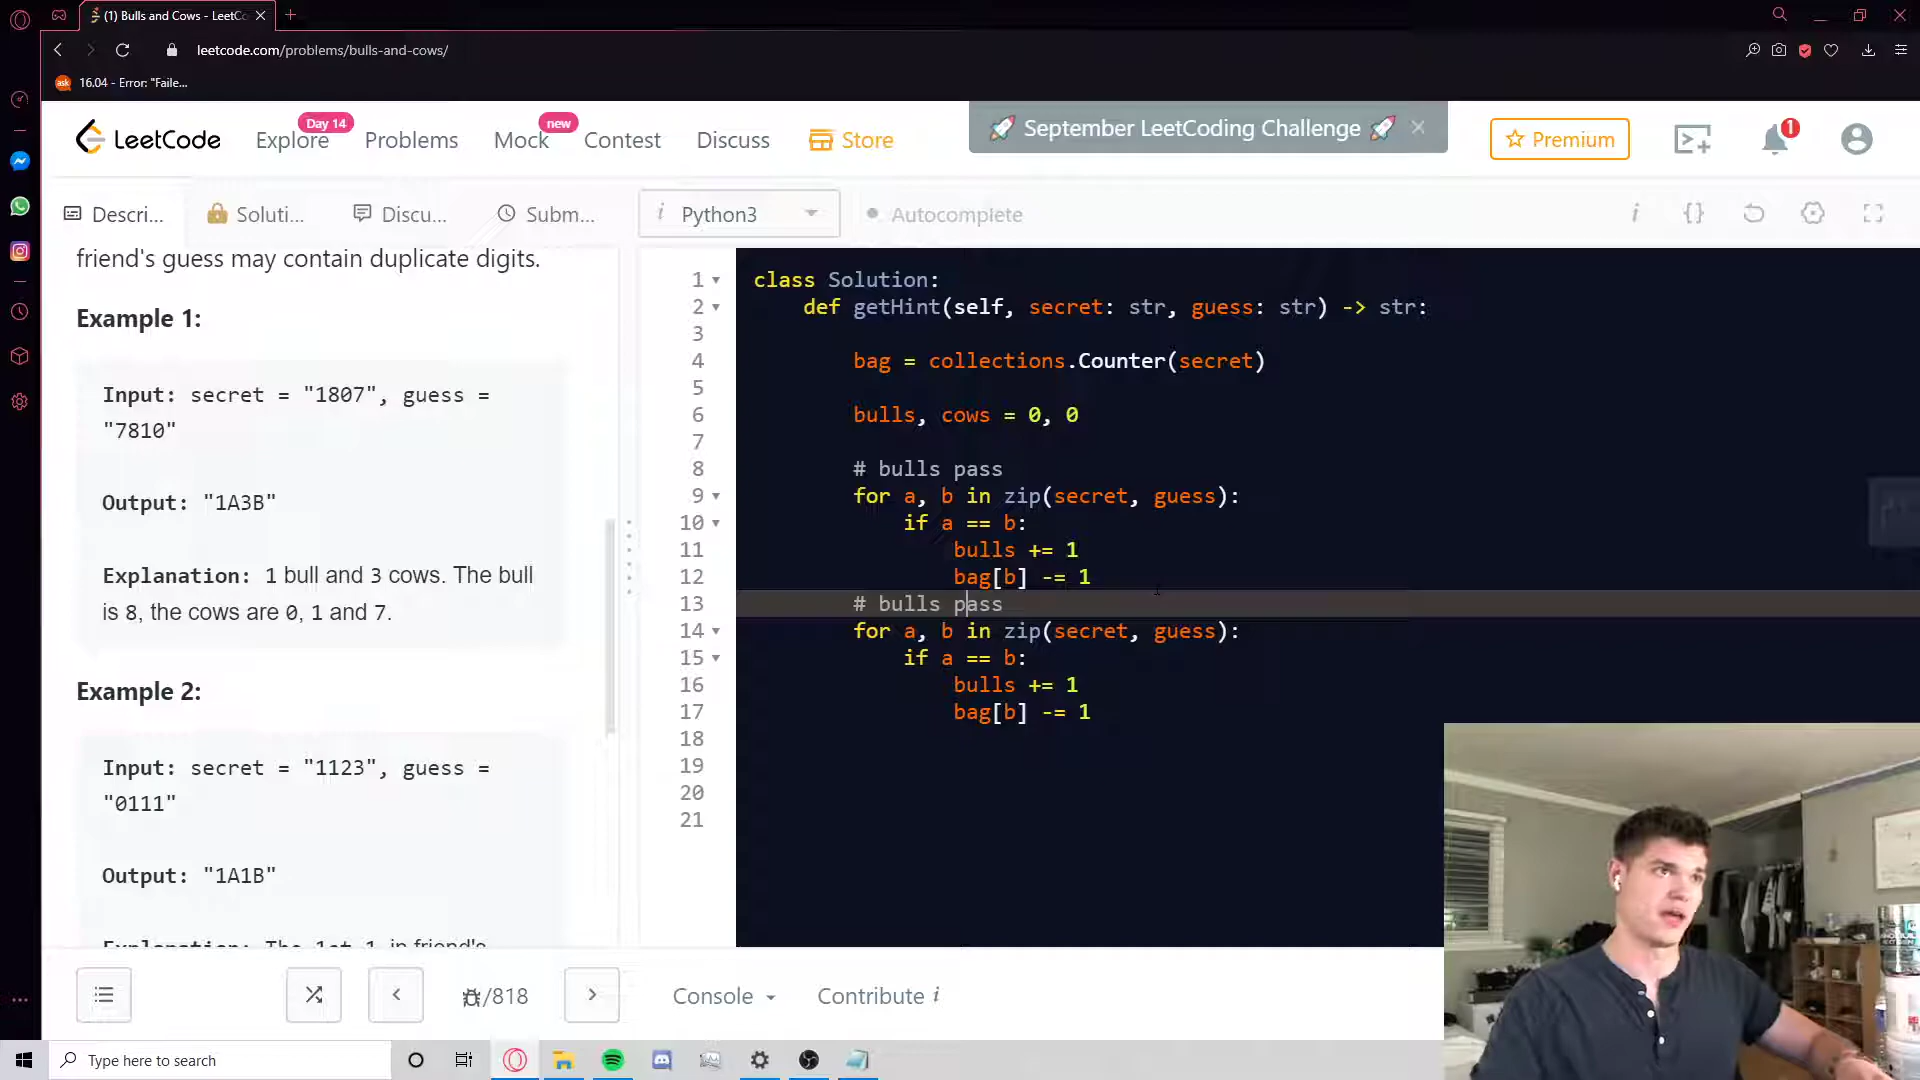 (1) Bulls and Cows - LeetCo
leetcode.com/problems/bulls-and-cows/
ask 16.04 - Error: "Faile...
LeetCode
Explore
Day 14
Problems
Mock
new
Contest
Discuss
Store
🚀 September LeetCoding Challenge 🚀
Premium
1
Descri...
Soluti...
Discu...
Subm...
i Python3
Autocomplete
friend's guess may contain duplicate digits.
Example 1:
Input: secret = "1807", guess =
"7810"
Output: "1A3B"
Explanation: 1 bull and 3 cows. The bull
is 8, the cows are 0, 1 and 7.
Example 2:
Input: secret = "1123", guess =
"0111"
Output: "1A1B"
Explanation: The 1st 1 in friend's
1 class Solution:
2 def getHint(self, secret: str, guess: str) -> str:
3
4 bag = collections.Counter(secret)
5
6 bulls, cows = 0, 0
7
8 # bulls pass
9 for a, b in zip(secret, guess):
10 if a == b:
11 bulls += 1
12 bag[b] -= 1
13 # bulls pass
14 for a, b in zip(secret, guess):
15 if a == b:
16 bulls += 1
17 bag[b] -= 1
18
19
20
21
/818
Console
Contribute i
Type here to search